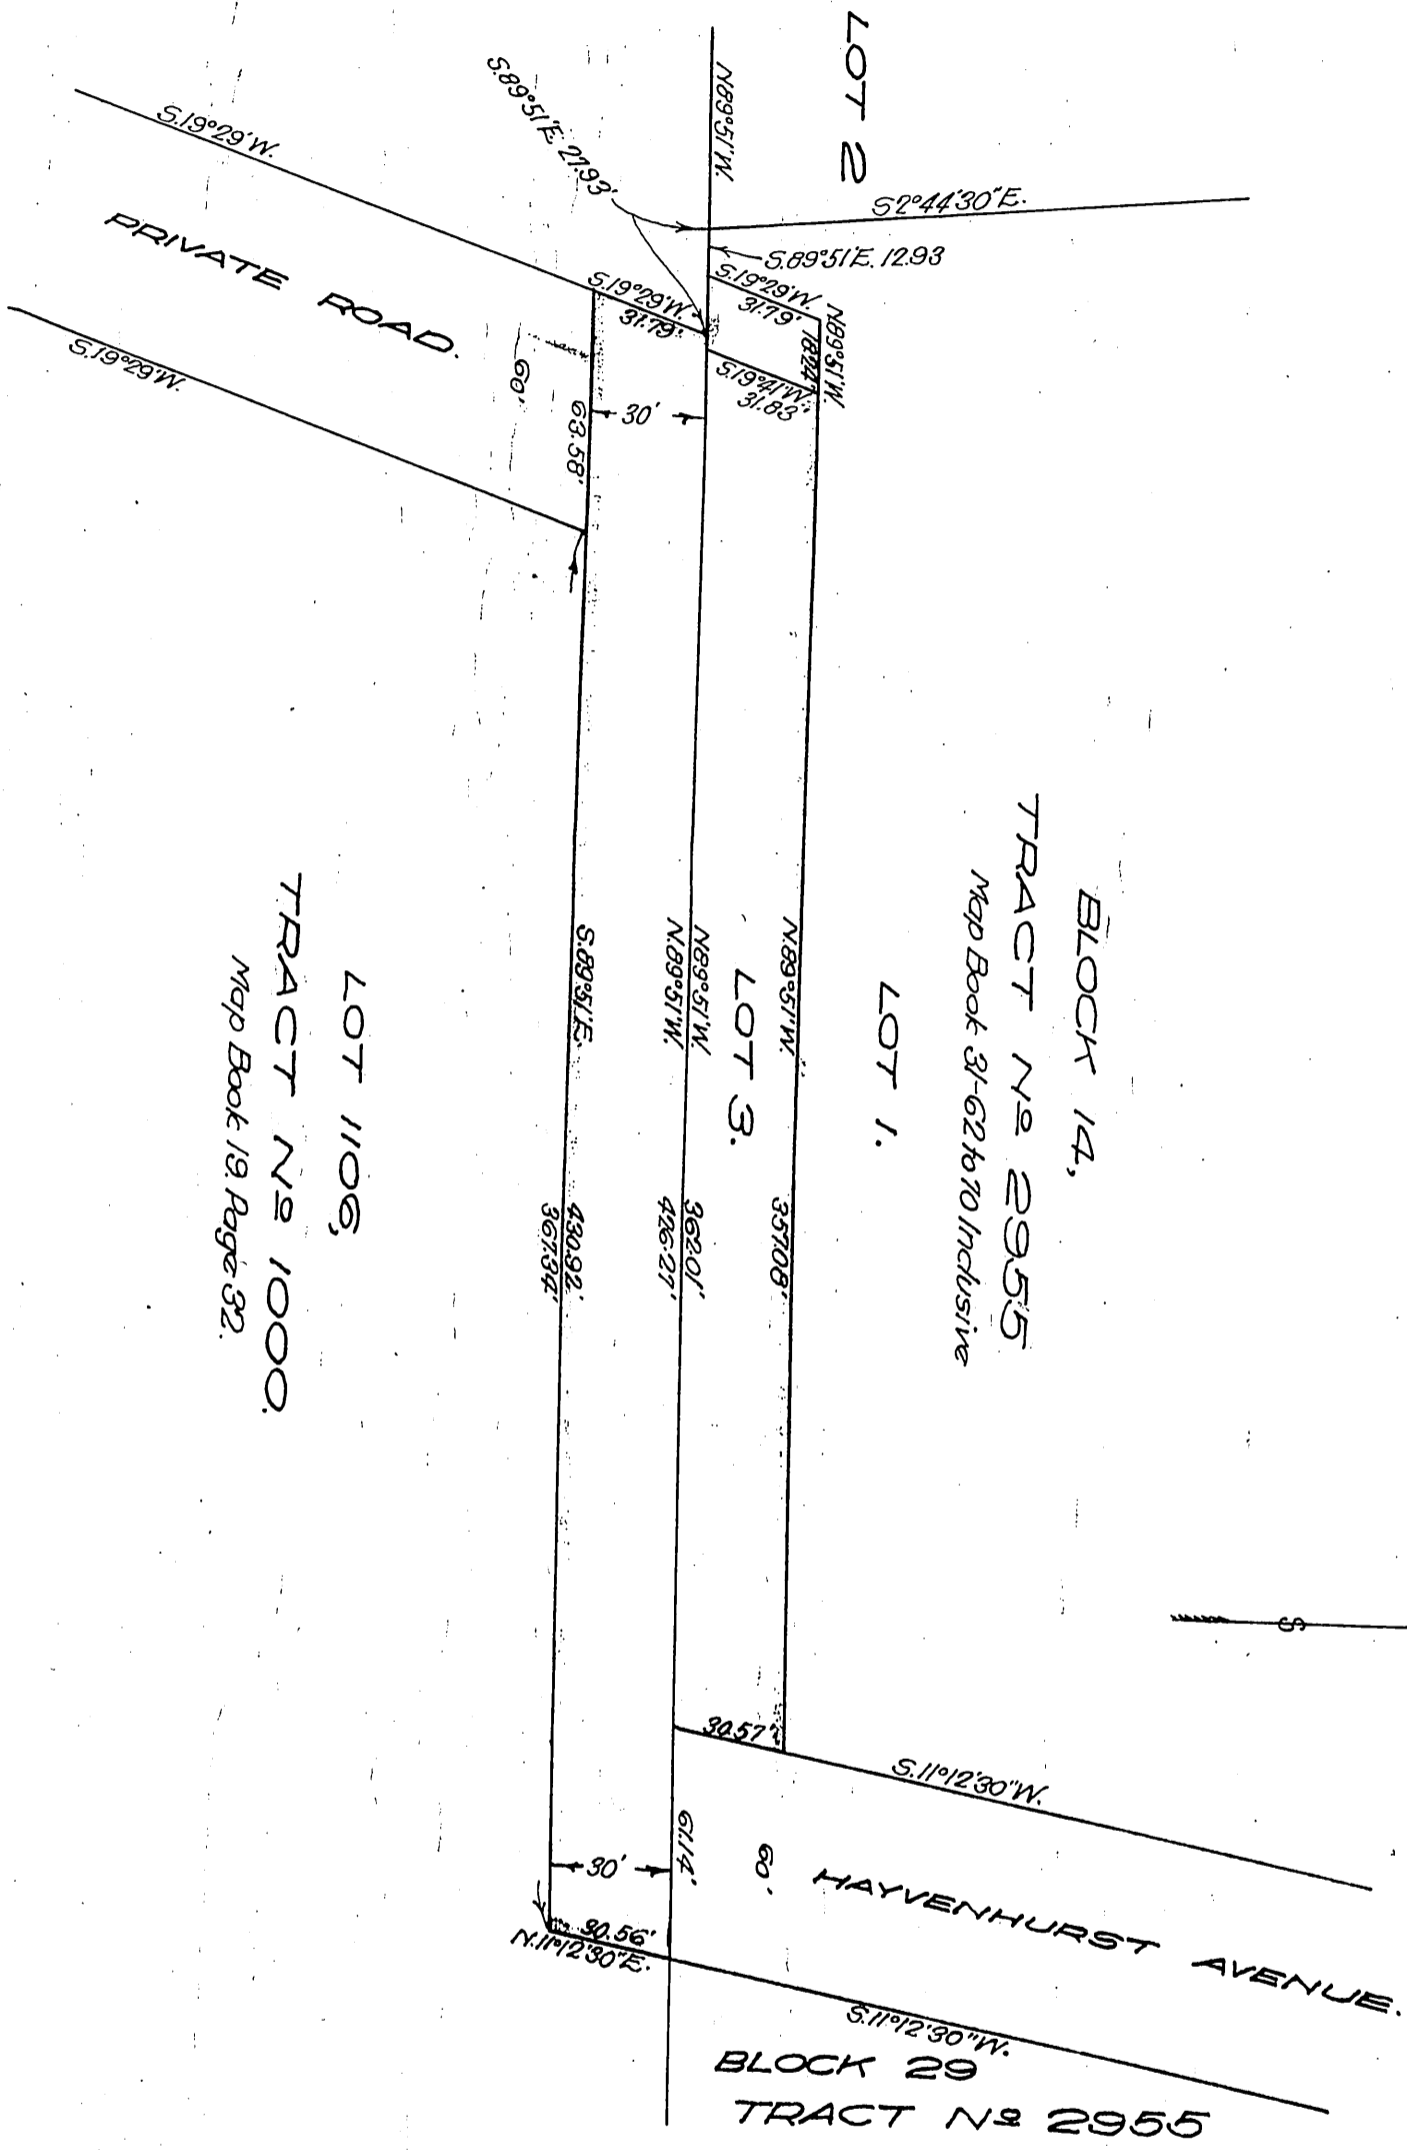 LOT 2
N89°51'W.
S.89°51'E. 27.93'
S.19°29'W.
PRIVATE ROAD.
S.19°29'W.
S2°44'30"E.
S.89°51'E. 12.93
S.19°29'W.
31.79'
N89°51'W.
18.24'
S.19°41'W.
31.83'
S.19°29'W.
31.79'
60'
63.58'
30'
BLOCK 14,
TRACT Nº 2955
Map Book 31-62 to 70 Inclusive
LOT 1.
N.89°51'W. 357.08'
LOT 3.
N89°51'W. 362.01'
N.89°51'W. 426.27'
S.89°51'E. 430.92'
367.34'
LOT 1106,
TRACT Nº 1000.
Map Book 19 Page 32.
S
30.57'
S.11°12'30"W.
61.14'
60'
HAYVENHURST AVENUE.
30'
30.56'
N.11°12'30"E.
S.11°12'30"W.
BLOCK 29
TRACT Nº 2955